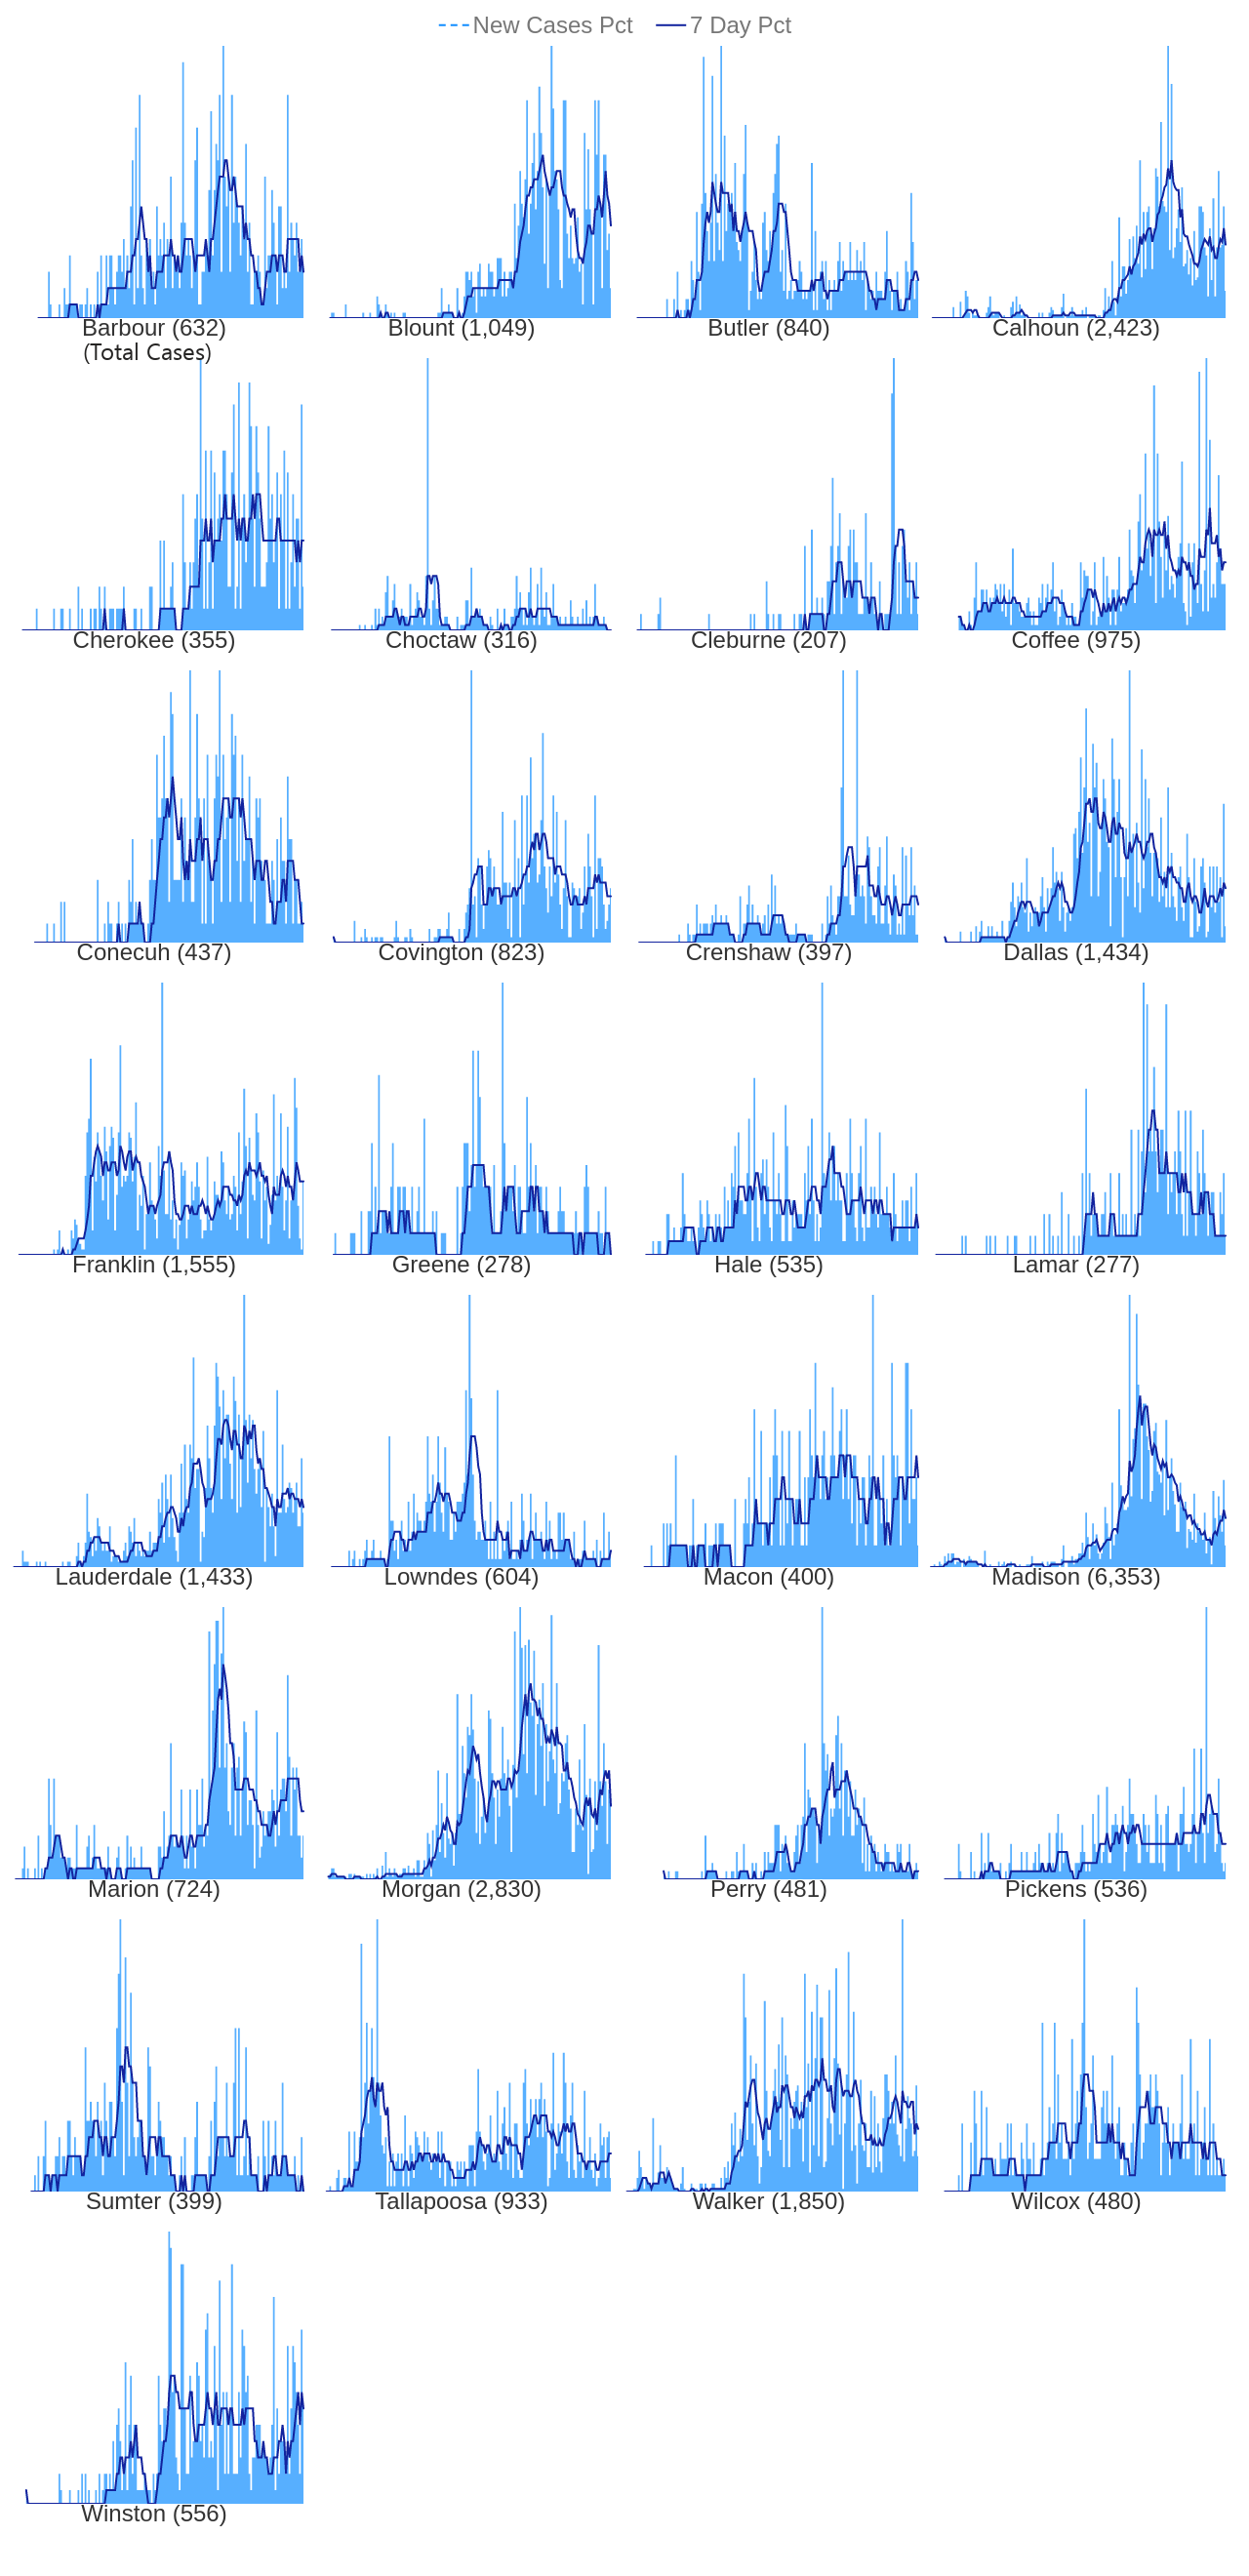 New Cases Pct 7 Day Pct
Barbour (632) Blount (1,049) Butler (840) Calhoun (2,423)
(Total Cases)
Cherokee (355) Choctaw (316) Cleburne (207) Coffee (975)
Conecuh (437) Covington (823) Crenshaw (397) Dallas (1,434)
Franklin (1,555) Greene (278) Hale (535) Lamar (277)
Lauderdale (1,433) Lowndes (604) Macon (400) Madison (6,353)
Marion (724) Morgan (2,830) Perry (481) Pickens (536)
Sumter (399) Tallapoosa (933) Walker (1,850) Wilcox (480)
Winston (556)